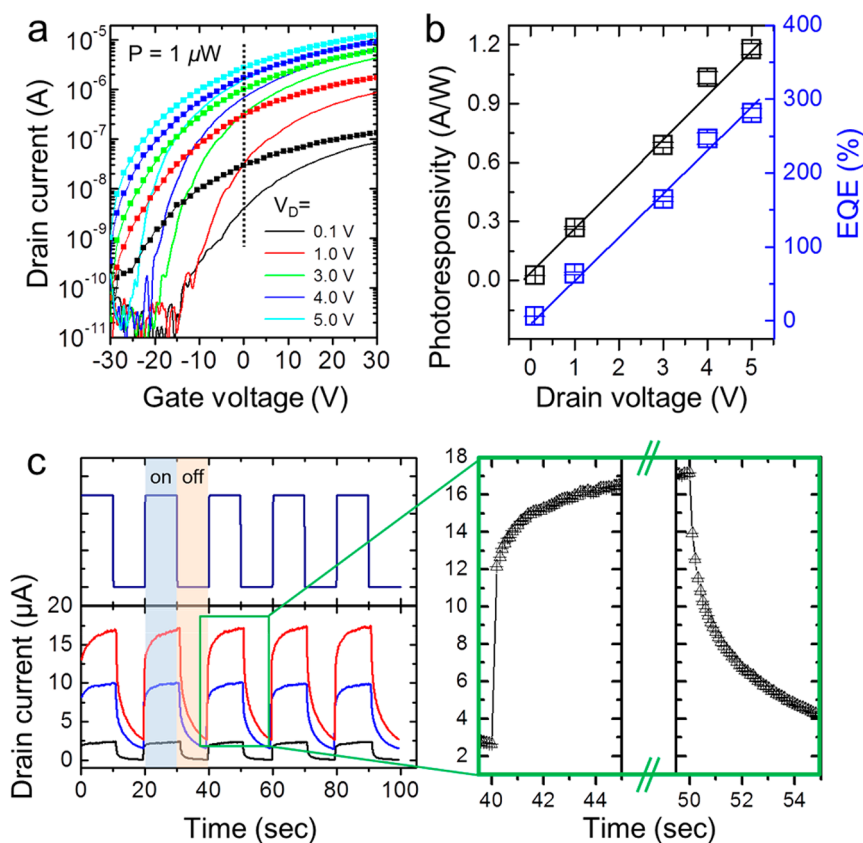 a
P = 1 µW
Drain current (A)
10⁻⁵
10⁻⁶
10⁻⁷
10⁻⁸
10⁻⁹
10⁻¹⁰
10⁻¹¹
V_D=
0.1 V
1.0 V
3.0 V
4.0 V
5.0 V
-30 -20 -10 0 10 20 30
Gate voltage (V)
b
Photoresponsivity (A/W)
1.2
0.9
0.6
0.3
0.0
400
300
200
100
0
EQE (%)
0 1 2 3 4 5
Drain voltage (V)
c
on off
Drain current (µA)
20
15
10
5
0
0 20 40 60 80 100
Time (sec)
18
16
14
12
10
8
6
4
2
40 42 44 50 52 54
Time (sec)